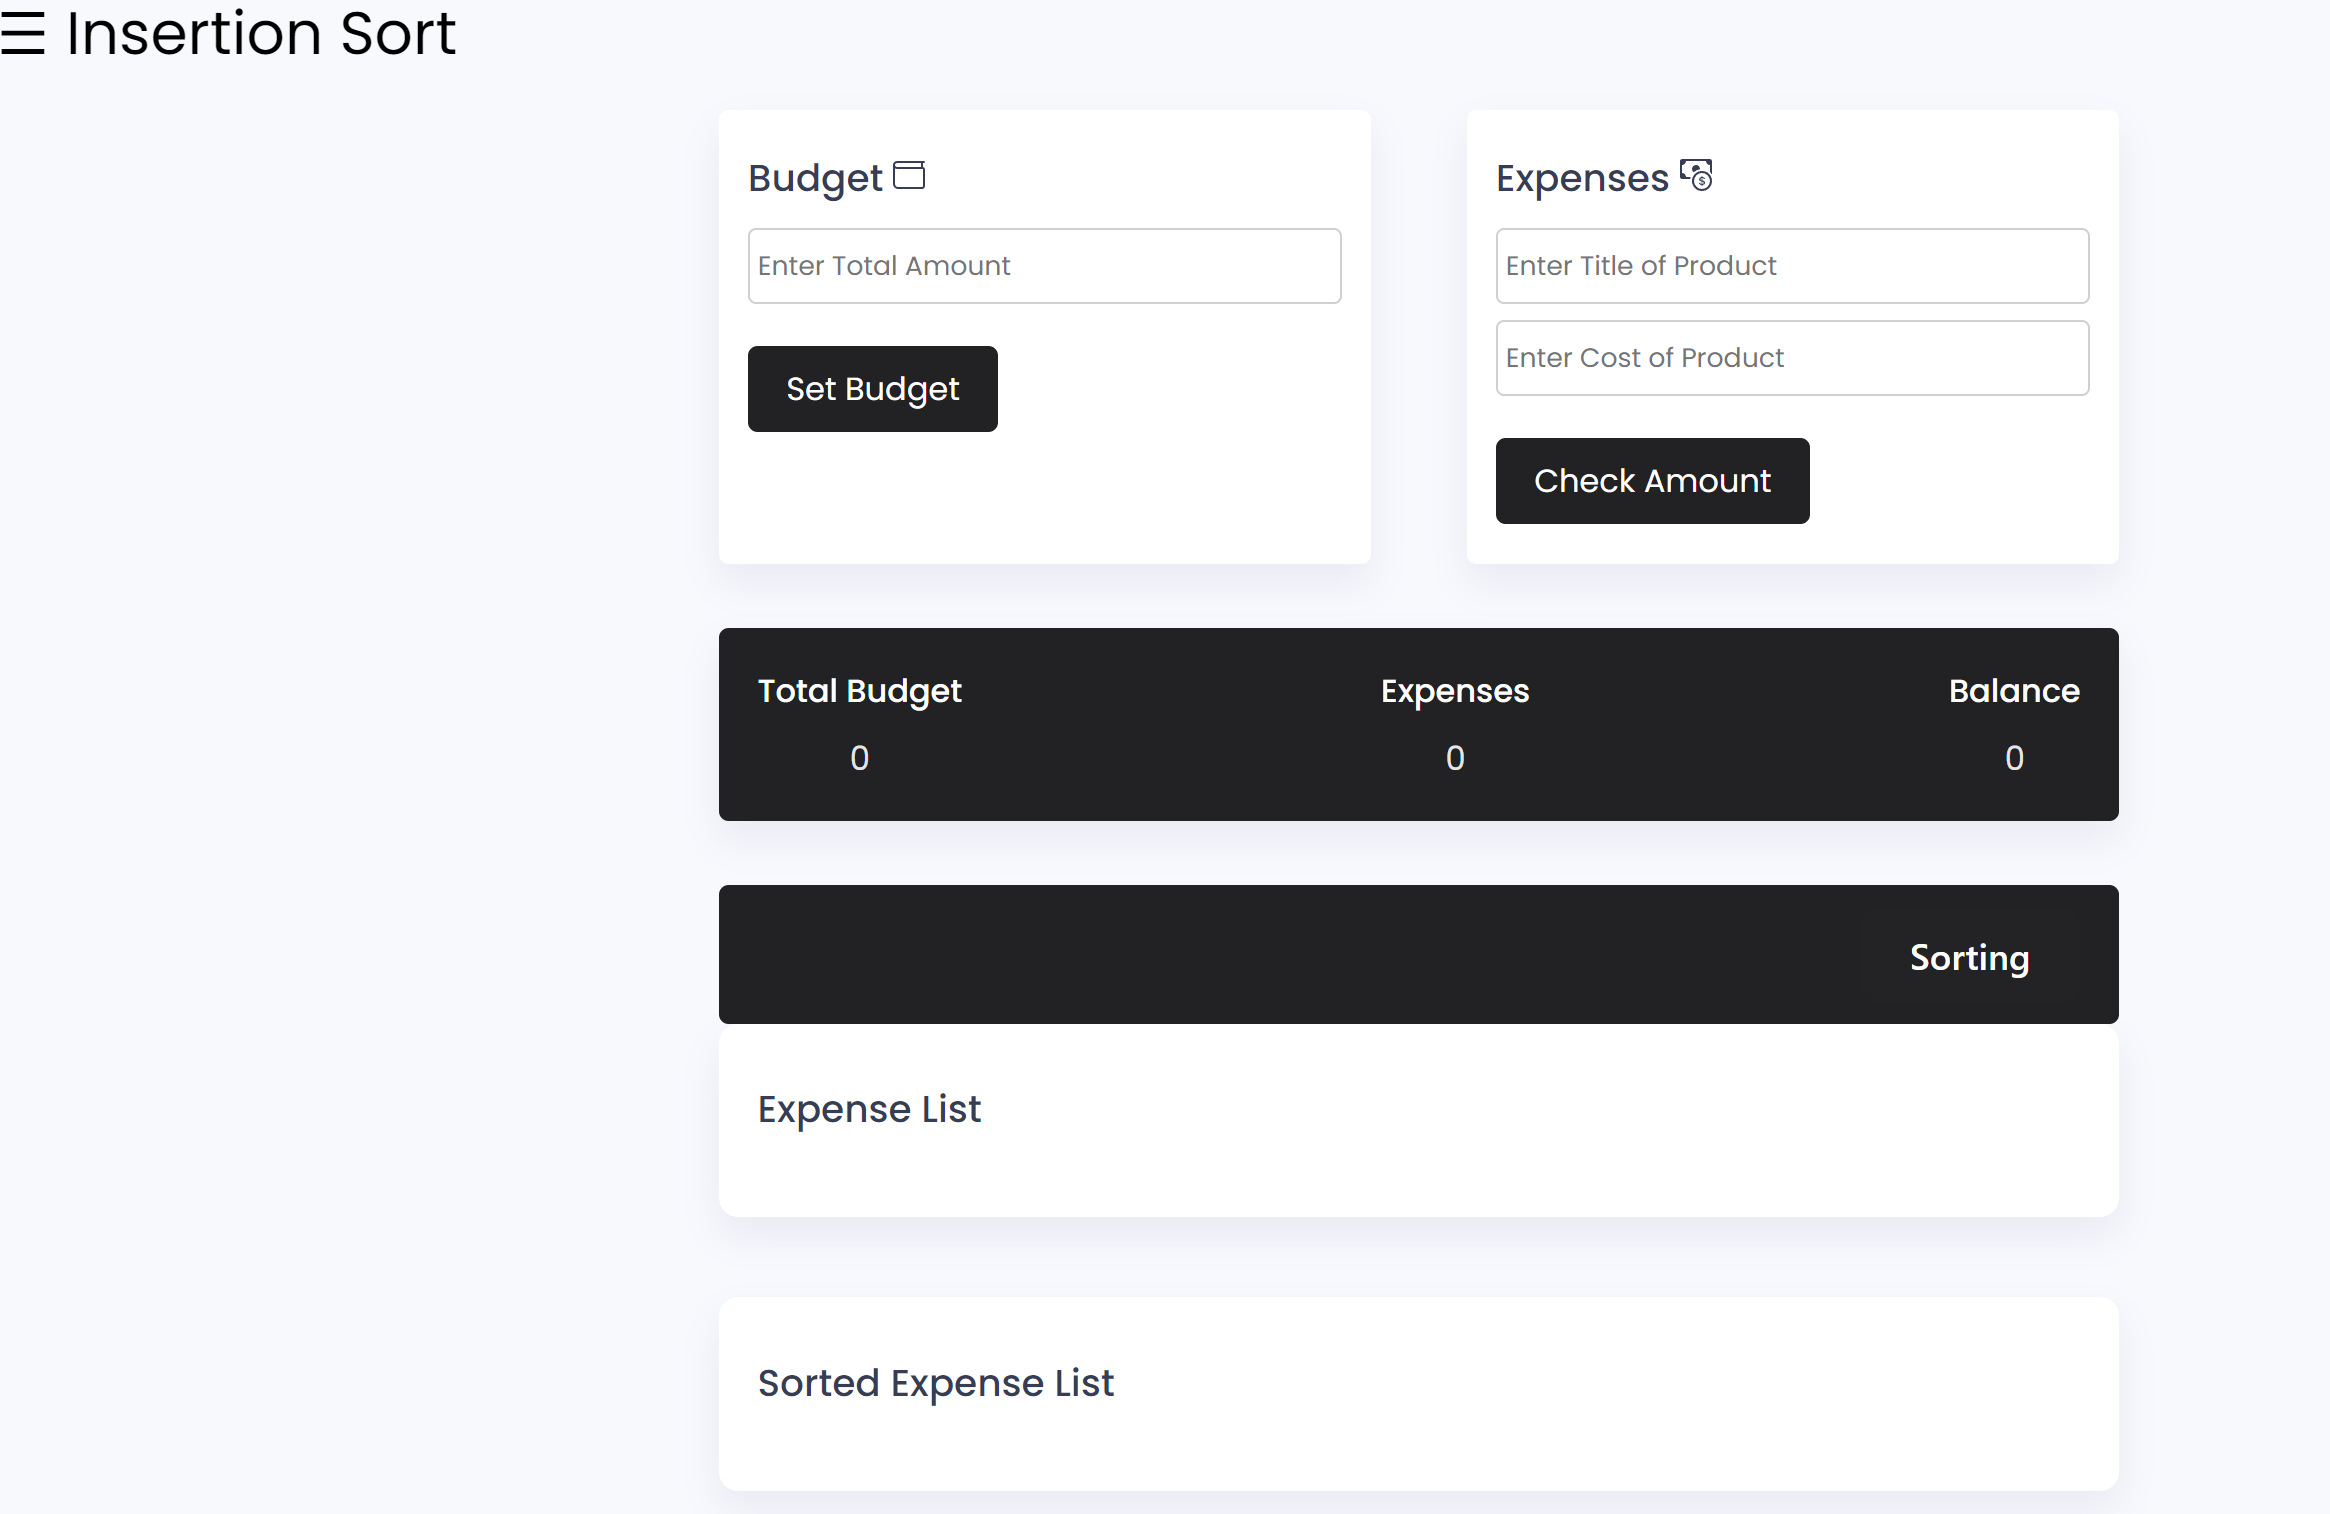 ☰ Insertion Sort
Budget
Enter Total Amount
Set Budget
Expenses
Enter Title of Product
Enter Cost of Product
Check Amount
Total Budget
0
Expenses
0
Balance
0
Sorting
Expense List
Sorted Expense List